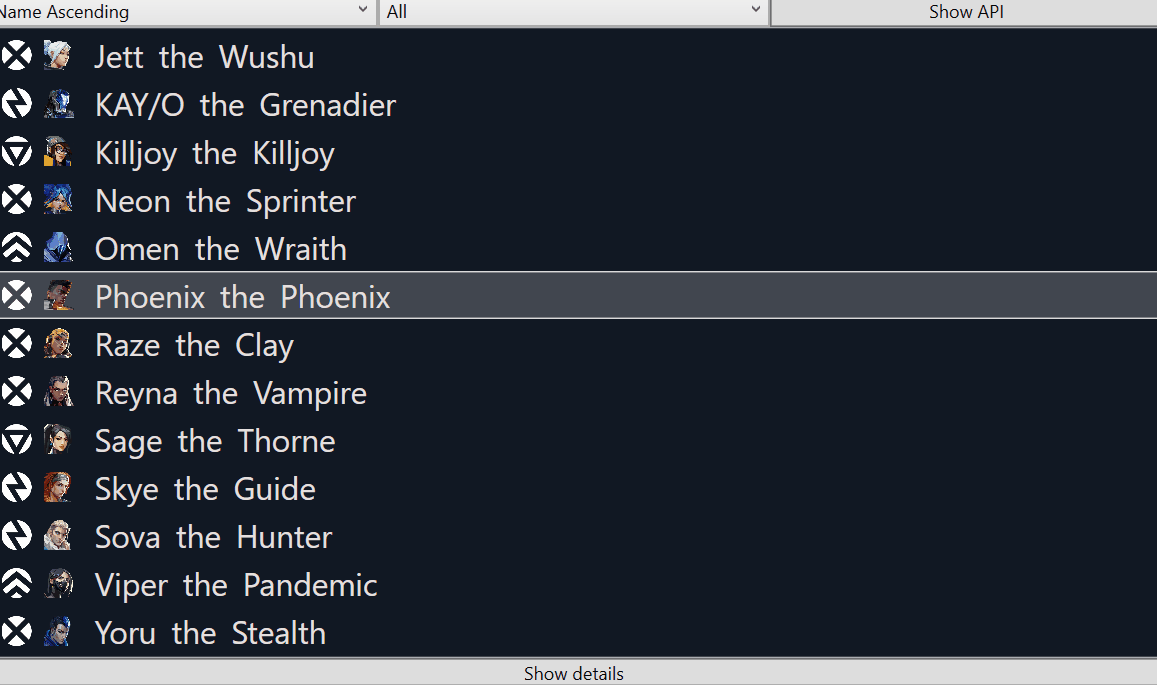 Name Ascending All Show API
Jett the Wushu
KAY/O the Grenadier
Killjoy the Killjoy
Neon the Sprinter
Omen the Wraith
Phoenix the Phoenix
Raze the Clay
Reyna the Vampire
Sage the Thorne
Skye the Guide
Sova the Hunter
Viper the Pandemic
Yoru the Stealth
Show details